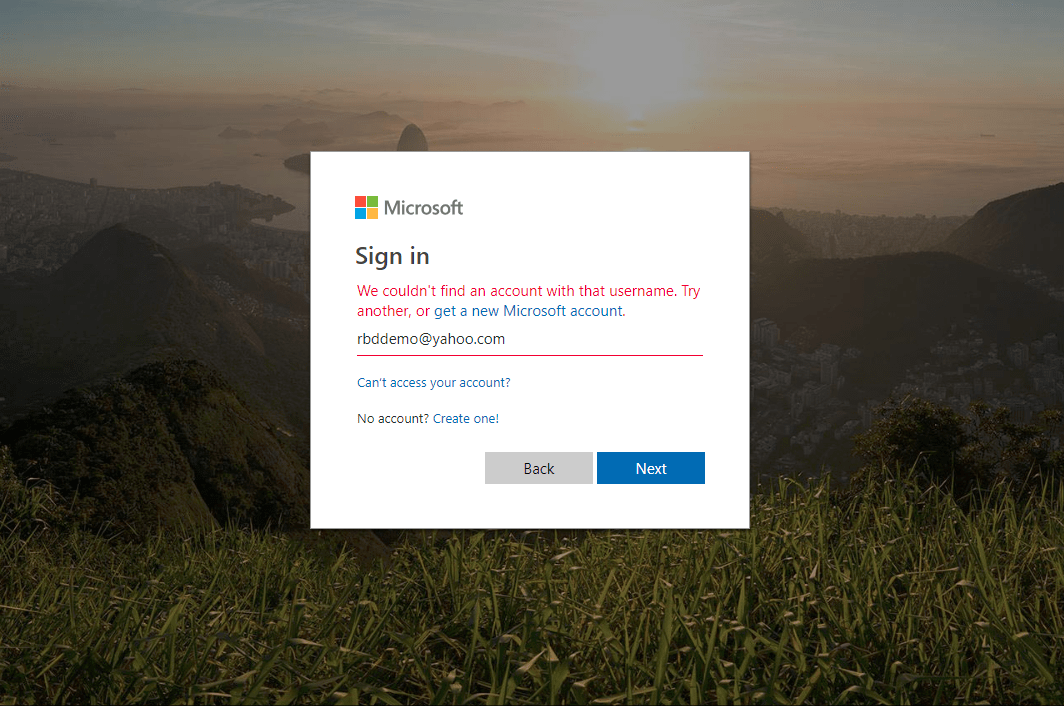 Microsoft
Sign in
We couldn't find an account with that username. Try
another, or get a new Microsoft account.
rbddemo@yahoo.com
Can't access your account?
No account? Create one!
Back Next